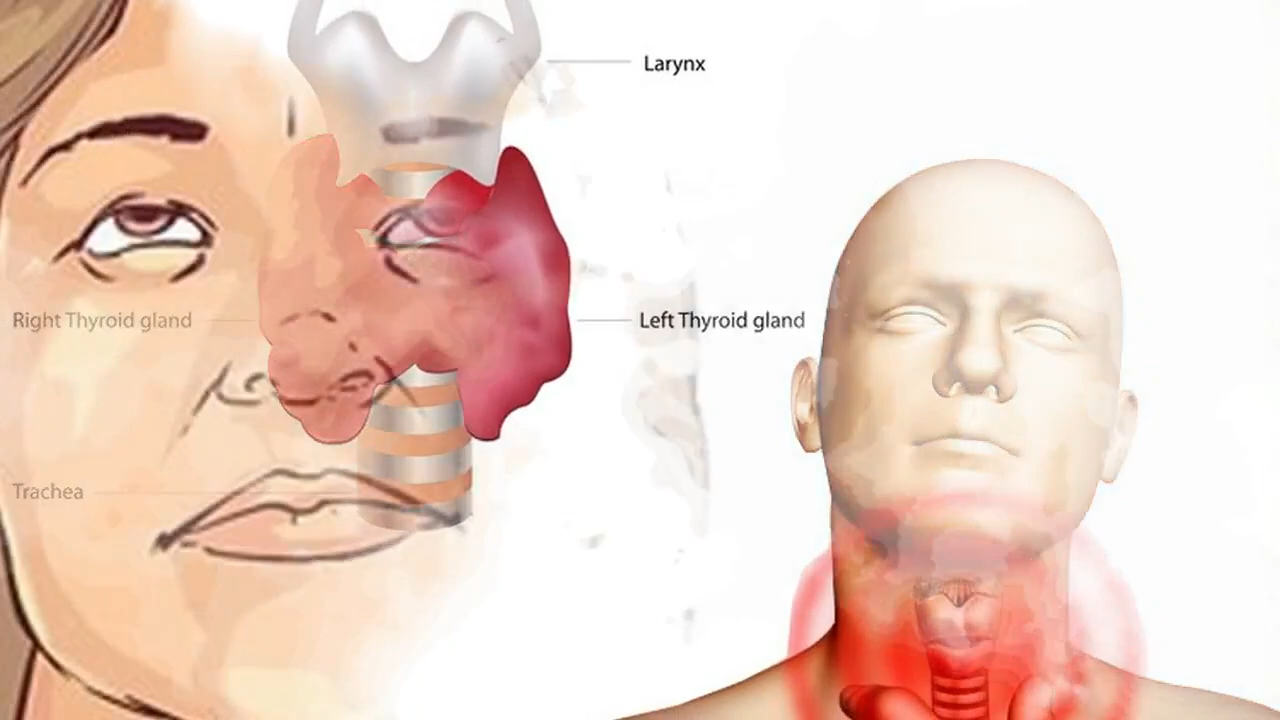 Larynx
Right Thyroid gland
Left Thyroid gland
Trachea